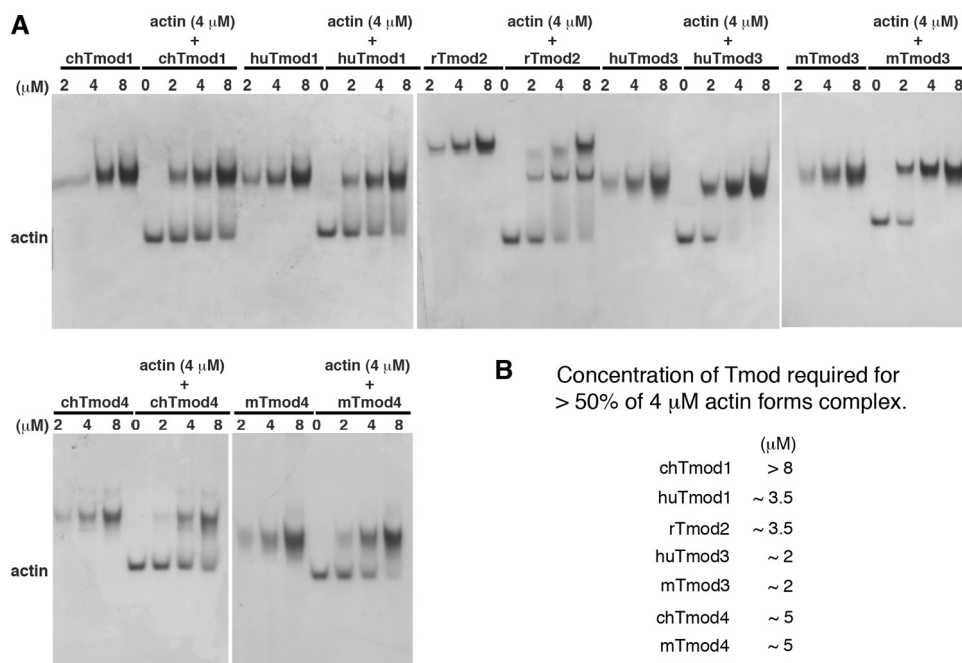 A
actin (4 μM) actin (4 μM) actin (4 μM) actin (4 μM) actin (4 μM)
+ + + + +
chTmod1 chTmod1 huTmod1 huTmod1 rTmod2 rTmod2 huTmod3 huTmod3 mTmod3 mTmod3
(μM) 2 4 8 0 2 4 8 2 4 8 0 2 4 8 2 4 8 0 2 4 8 2 4 8 0 2 4 8 2 4 8 0 2 4 8
actin
actin (4 μM) actin (4 μM)
+ +
chTmod4 chTmod4 mTmod4 mTmod4
(μM) 2 4 8 0 2 4 8 2 4 8 0 2 4 8
actin
B
Concentration of Tmod required for
> 50% of 4 μM actin forms complex.
(μM)
chTmod1 > 8
huTmod1 ~ 3.5
rTmod2 ~ 3.5
huTmod3 ~ 2
mTmod3 ~ 2
chTmod4 ~ 5
mTmod4 ~ 5